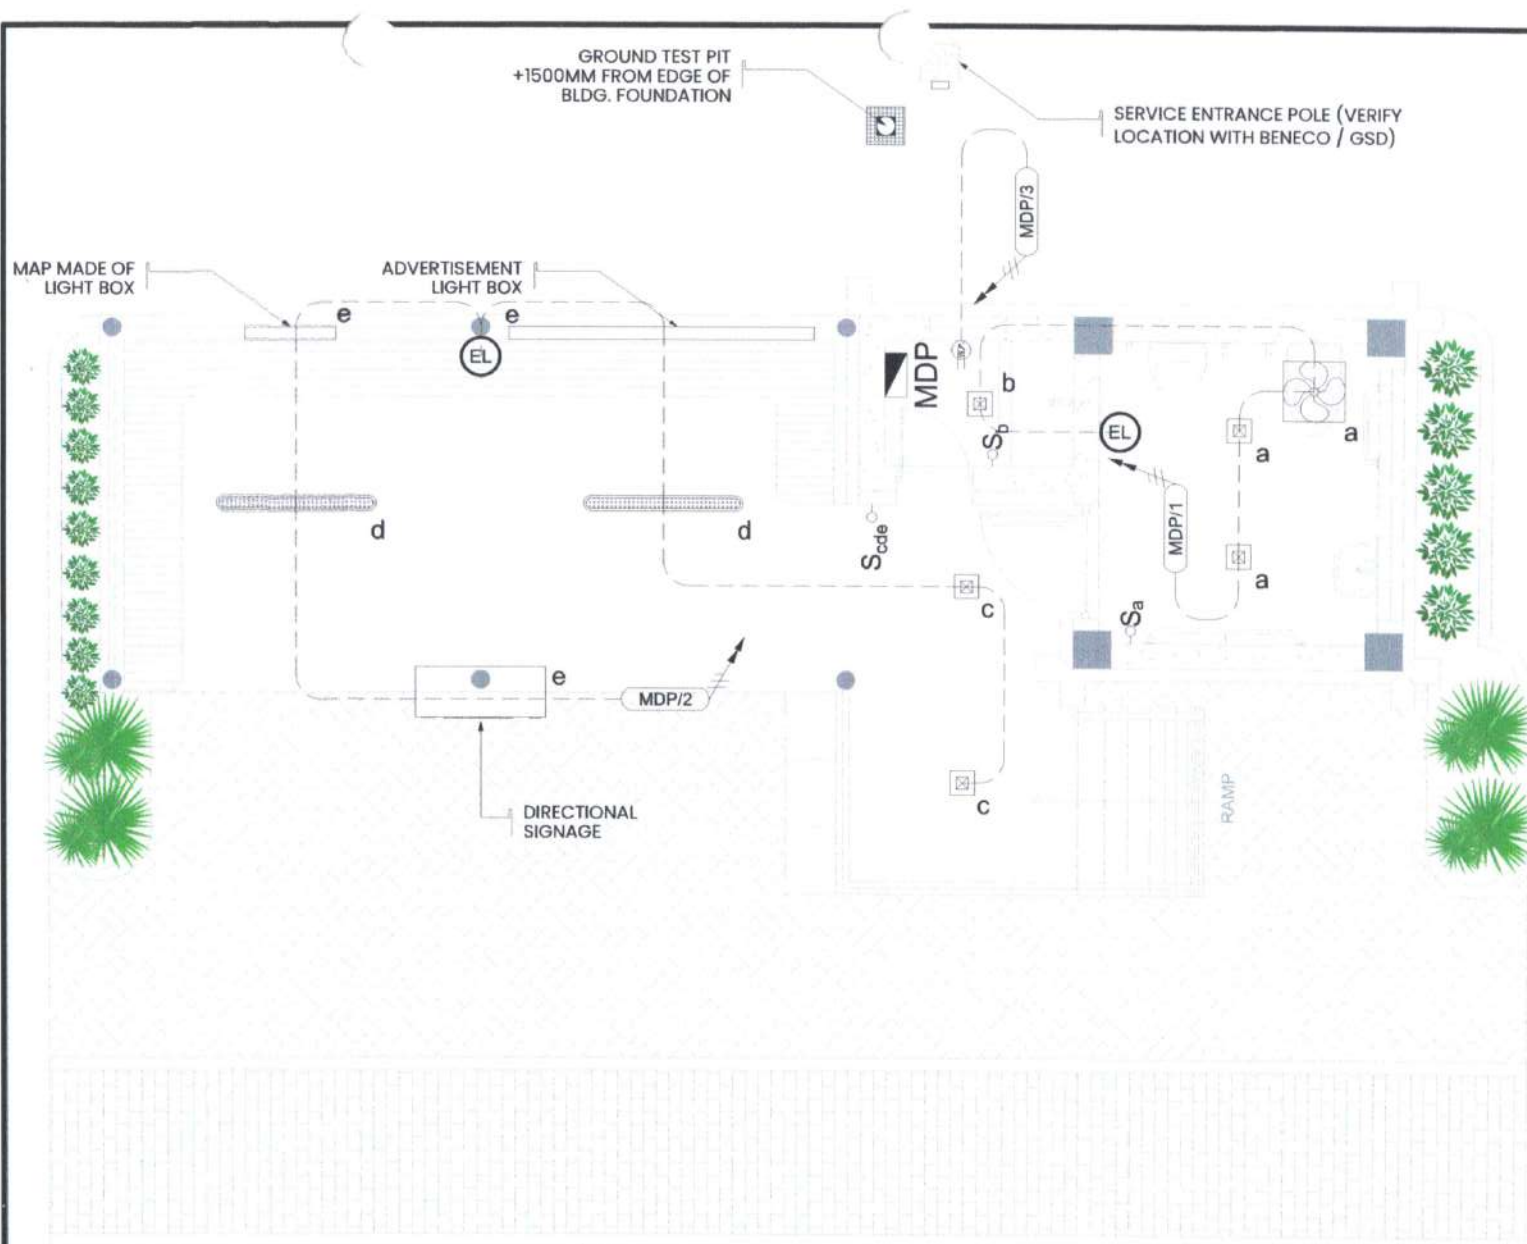 GROUND TEST PIT
+1500MM FROM EDGE OF
BLDG. FOUNDATION
SERVICE ENTRANCE POLE (VERIFY
LOCATION WITH BENECO / GSD)
MDP/3
MAP MADE OF
LIGHT BOX
ADVERTISEMENT
LIGHT BOX
e
e
EL
MDP
b
Sb
EL
a
a
d
d
Scde
MDP/1
a
c
Sa
e
MDP/2
c
DIRECTIONAL
SIGNAGE
RAMP